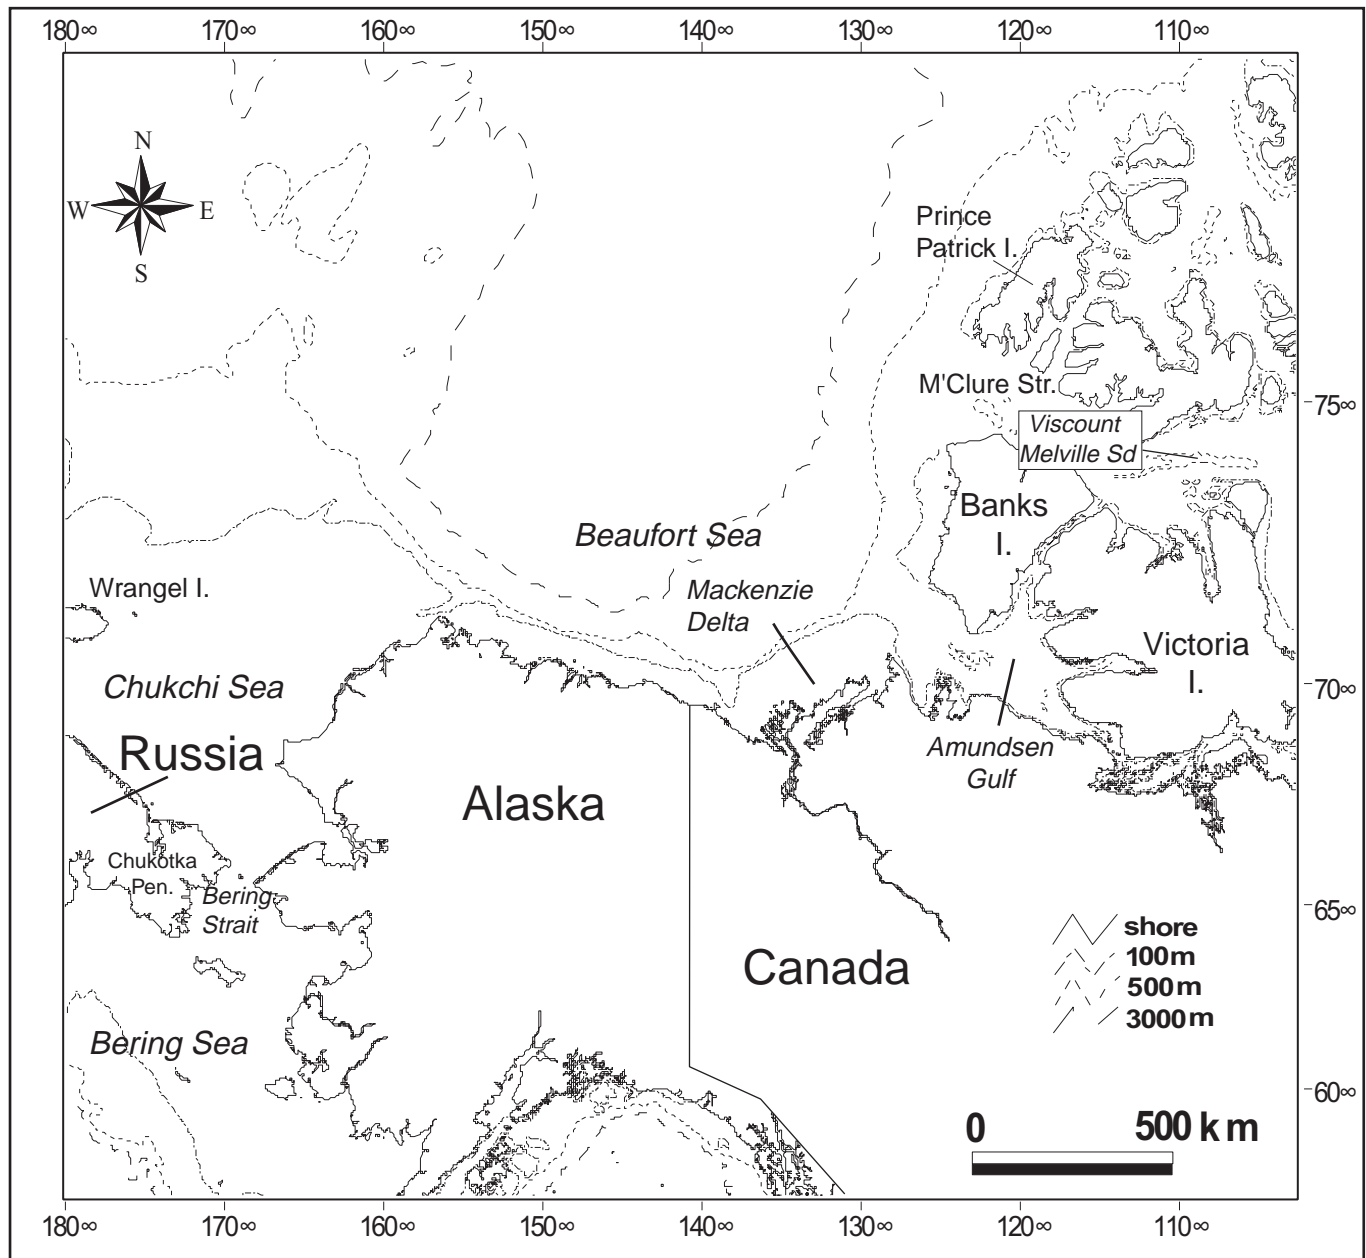 180∞ 170∞ 160∞ 150∞ 140∞ 130∞ 120∞ 110∞
N
W E
S
Prince
Patrick I.
M'Clure Str.
75∞
Viscount
Melville Sd
Banks
I.
Beaufort Sea
Mackenzie
Delta
Wrangel I.
Victoria
I.
Chukchi Sea
70∞
Russia
Amundsen
Gulf
Alaska
Chukotka
Pen.
Bering
Strait
65∞
shore
100m
500m
3000m
Canada
Bering Sea
60∞
0 500 km
180∞ 170∞ 160∞ 150∞ 140∞ 130∞ 120∞ 110∞